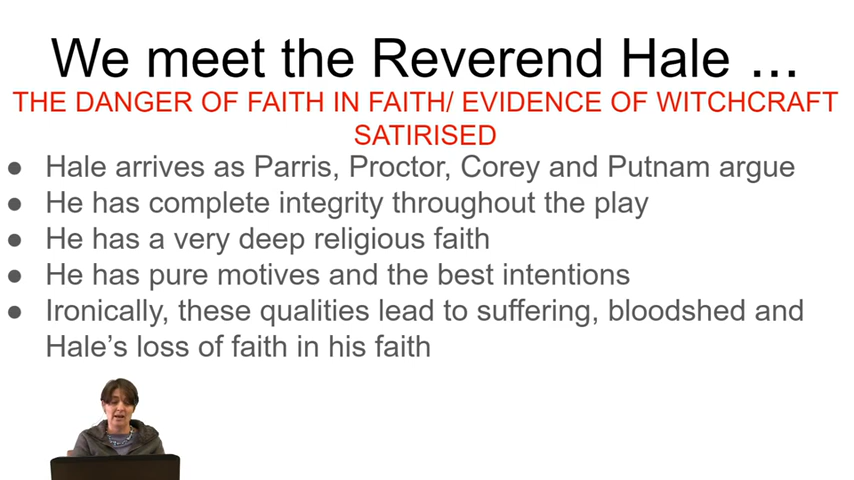 We meet the Reverend Hale ...
THE DANGER OF FAITH IN FAITH/ EVIDENCE OF WITCHCRAFT
SATIRISED
● Hale arrives as Parris, Proctor, Corey and Putnam argue
● He has complete integrity throughout the play
● He has a very deep religious faith
● He has pure motives and the best intentions
● Ironically, these qualities lead to suffering, bloodshed and
Hale’s loss of faith in his faith